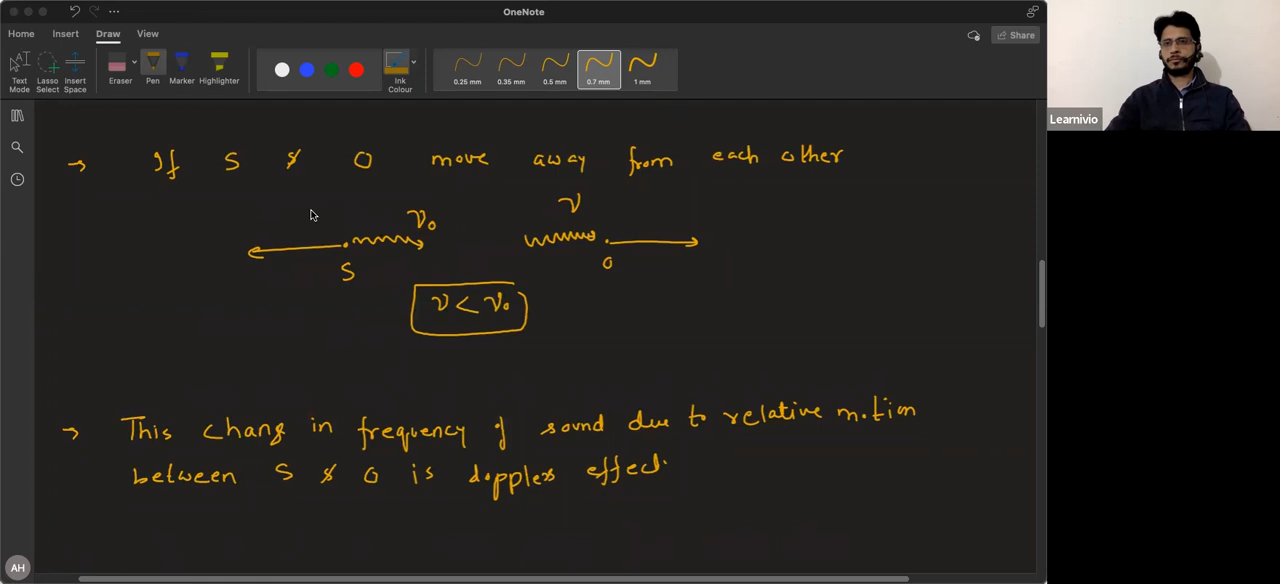 OneNote
Home Insert Draw View
Share
Text Mode
Lasso Select
Insert Space
Eraser
Pen
Marker
Highlighter
Ink Colour
0.25 mm
0.35 mm
0.5 mm
0.7 mm
1 mm
Learnivio
→ If S & O move away from each other
ν₀ ν
S O
ν < ν₀
→ This change in frequency of sound due to relative motion
between S & O is dopplers effect.
AH